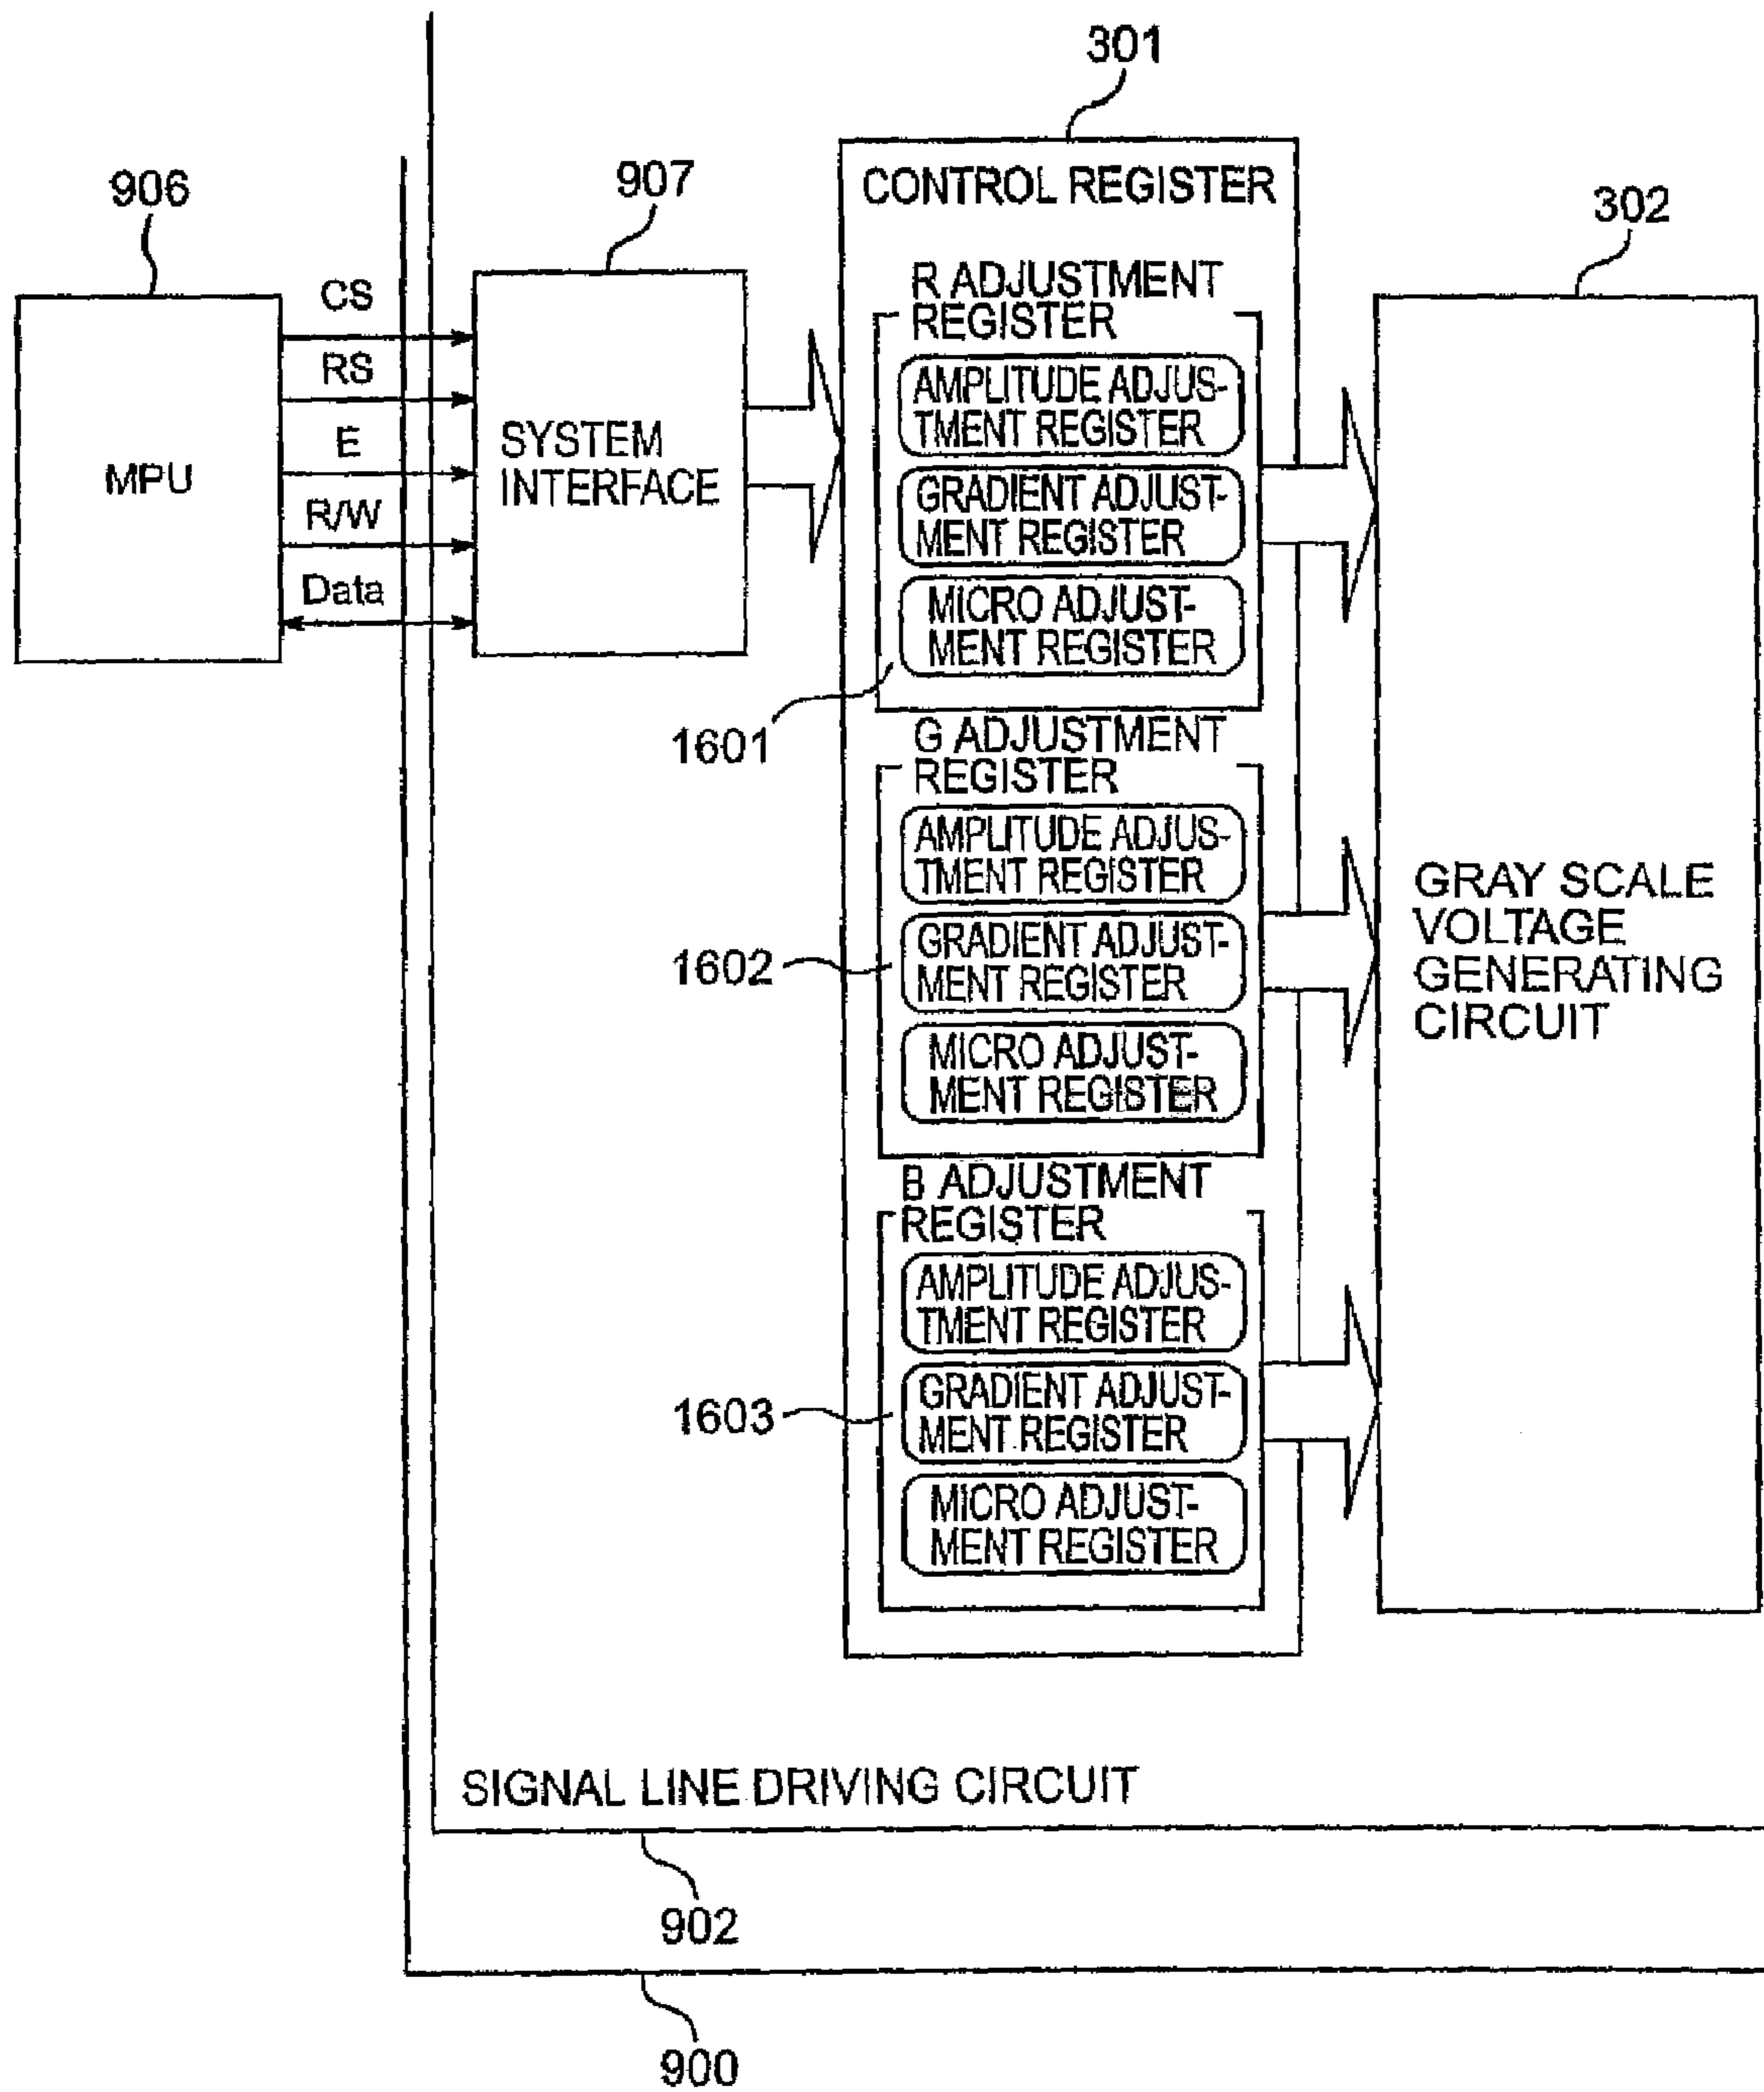 301
906
907
CONTROL REGISTER
302
CS
RS
E
R/W
Data
MPU
SYSTEM
INTERFACE
R ADJUSTMENT
REGISTER
AMPLITUDE ADJUS-
TMENT REGISTER
GRADIENT ADJUST-
MENT REGISTER
MICRO ADJUST-
MENT REGISTER
1601
G ADJUSTMENT
REGISTER
AMPLITUDE ADJUS-
TMENT REGISTER
1602
GRADIENT ADJUST-
MENT REGISTER
MICRO ADJUST-
MENT REGISTER
GRAY SCALE
VOLTAGE
GENERATING
CIRCUIT
B ADJUSTMENT
REGISTER
AMPLITUDE ADJUS-
TMENT REGISTER
1603
GRADIENT ADJUST-
MENT REGISTER
MICRO ADJUST-
MENT REGISTER
SIGNAL LINE DRIVING CIRCUIT
902
900